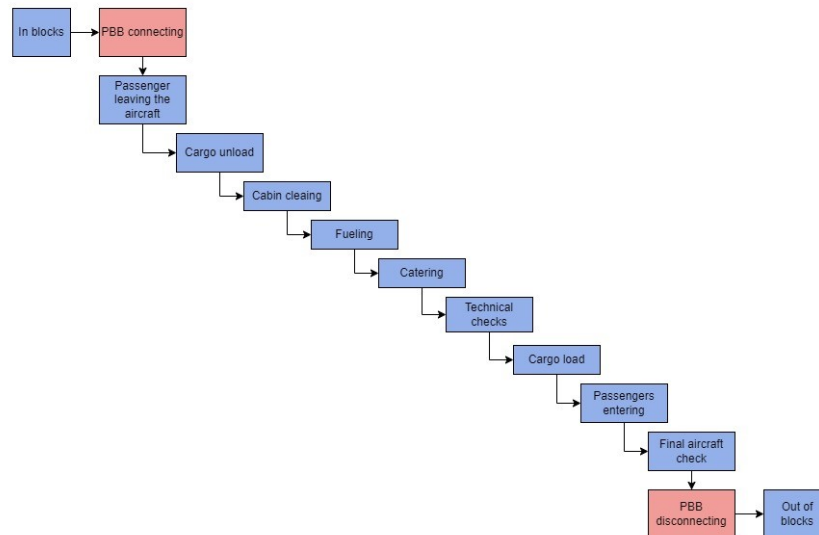 In blocks
PBB connecting
Passenger
leaving the
aircraft
Cargo unload
Cabin cleaing
Fueling
Catering
Technical
checks
Cargo load
Passengers
entering
Final aircraft
check
PBB
disconnecting
Out of
blocks